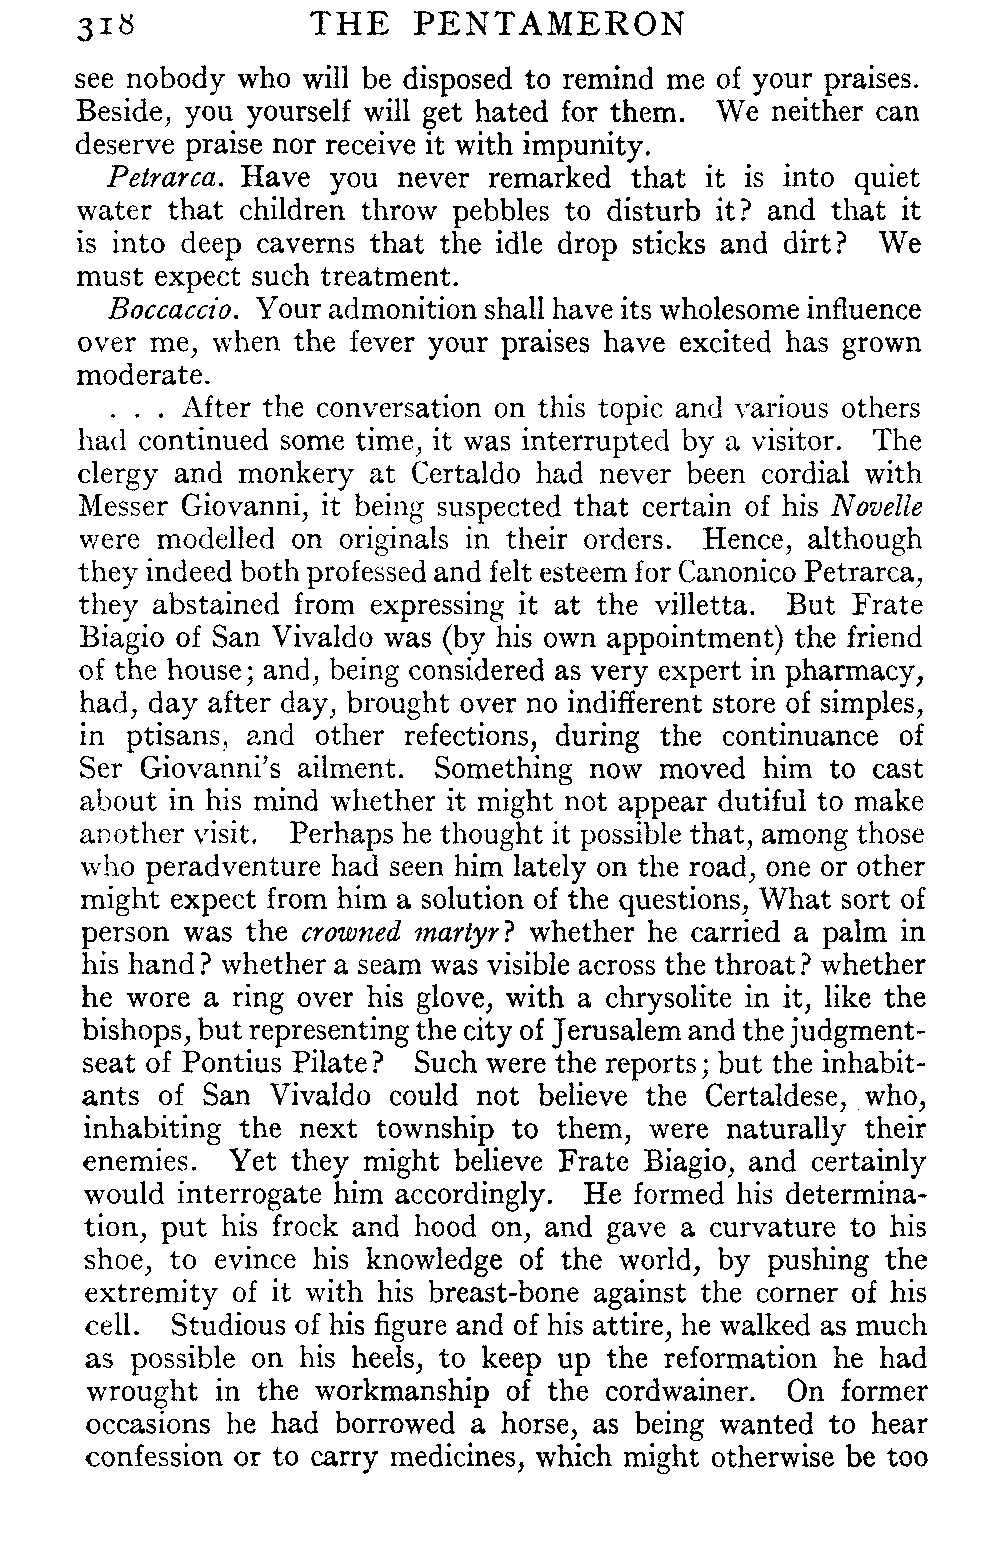 318 THE PENTAMERON
see nobody who will be disposed to remind me of your praises.
Beside, you yourself will get hated for them. We neither can
deserve praise nor receive it with impunity.
Petrarca. Have you never remarked that it is into quiet
water that children throw pebbles to disturb it? and that it
is into deep caverns that the idle drop sticks and dirt? We
must expect such treatment.
Boccaccio. Your admonition shall have its wholesome influence
over me, when the fever your praises have excited has grown
moderate.
. . . After the conversation on this topic and various others
had continued some time, it was interrupted by a visitor. The
clergy and monkery at Certaldo had never been cordial with
Messer Giovanni, it being suspected that certain of his Novelle
were modelled on originals in their orders. Hence, although
they indeed both professed and felt esteem for Canonico Petrarca,
they abstained from expressing it at the villetta. But Frate
Biagio of San Vivaldo was (by his own appointment) the friend
of the house; and, being considered as very expert in pharmacy,
had, day after day, brought over no indifferent store of simples,
in ptisans, and other refections, during the continuance of
Ser Giovanni's ailment. Something now moved him to cast
about in his mind whether it might not appear dutiful to make
another visit. Perhaps he thought it possible that, among those
who peradventure had seen him lately on the road, one or other
might expect from him a solution of the questions, What sort of
person was the crowned martyr? whether he carried a palm in
his hand? whether a seam was visible across the throat? whether
he wore a ring over his glove, with a chrysolite in it, like the
bishops, but representing the city of Jerusalem and the judgment-
seat of Pontius Pilate? Such were the reports; but the inhabit-
ants of San Vivaldo could not believe the Certaldese, who,
inhabiting the next township to them, were naturally their
enemies. Yet they might believe Frate Biagio, and certainly
would interrogate him accordingly. He formed his determina-
tion, put his frock and hood on, and gave a curvature to his
shoe, to evince his knowledge of the world, by pushing the
extremity of it with his breast-bone against the corner of his
cell. Studious of his figure and of his attire, he walked as much
as possible on his heels, to keep up the reformation he had
wrought in the workmanship of the cordwainer. On former
occasions he had borrowed a horse, as being wanted to hear
confession or to carry medicines, which might otherwise be too